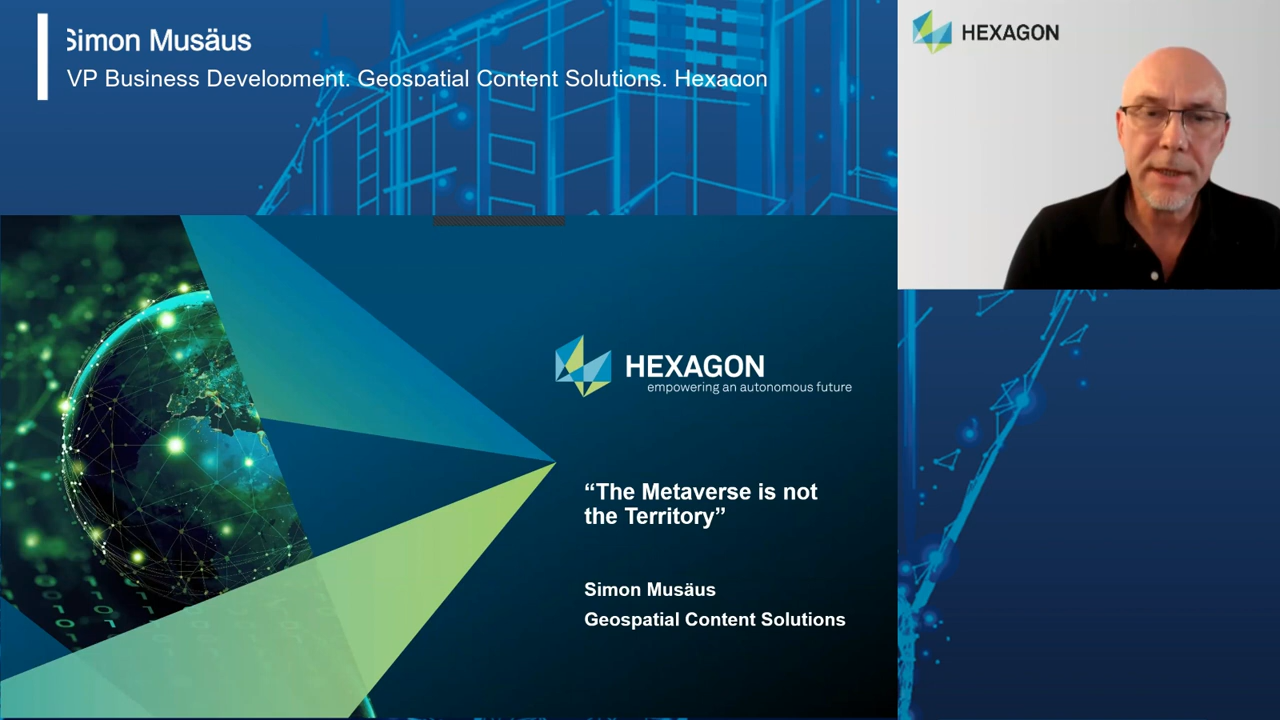 Simon Musäus
VP Business Development, Geospatial Content Solutions, Hexagon
HEXAGON
HEXAGON
empowering an autonomous future
“The Metaverse is not
the Territory”
Simon Musäus
Geospatial Content Solutions